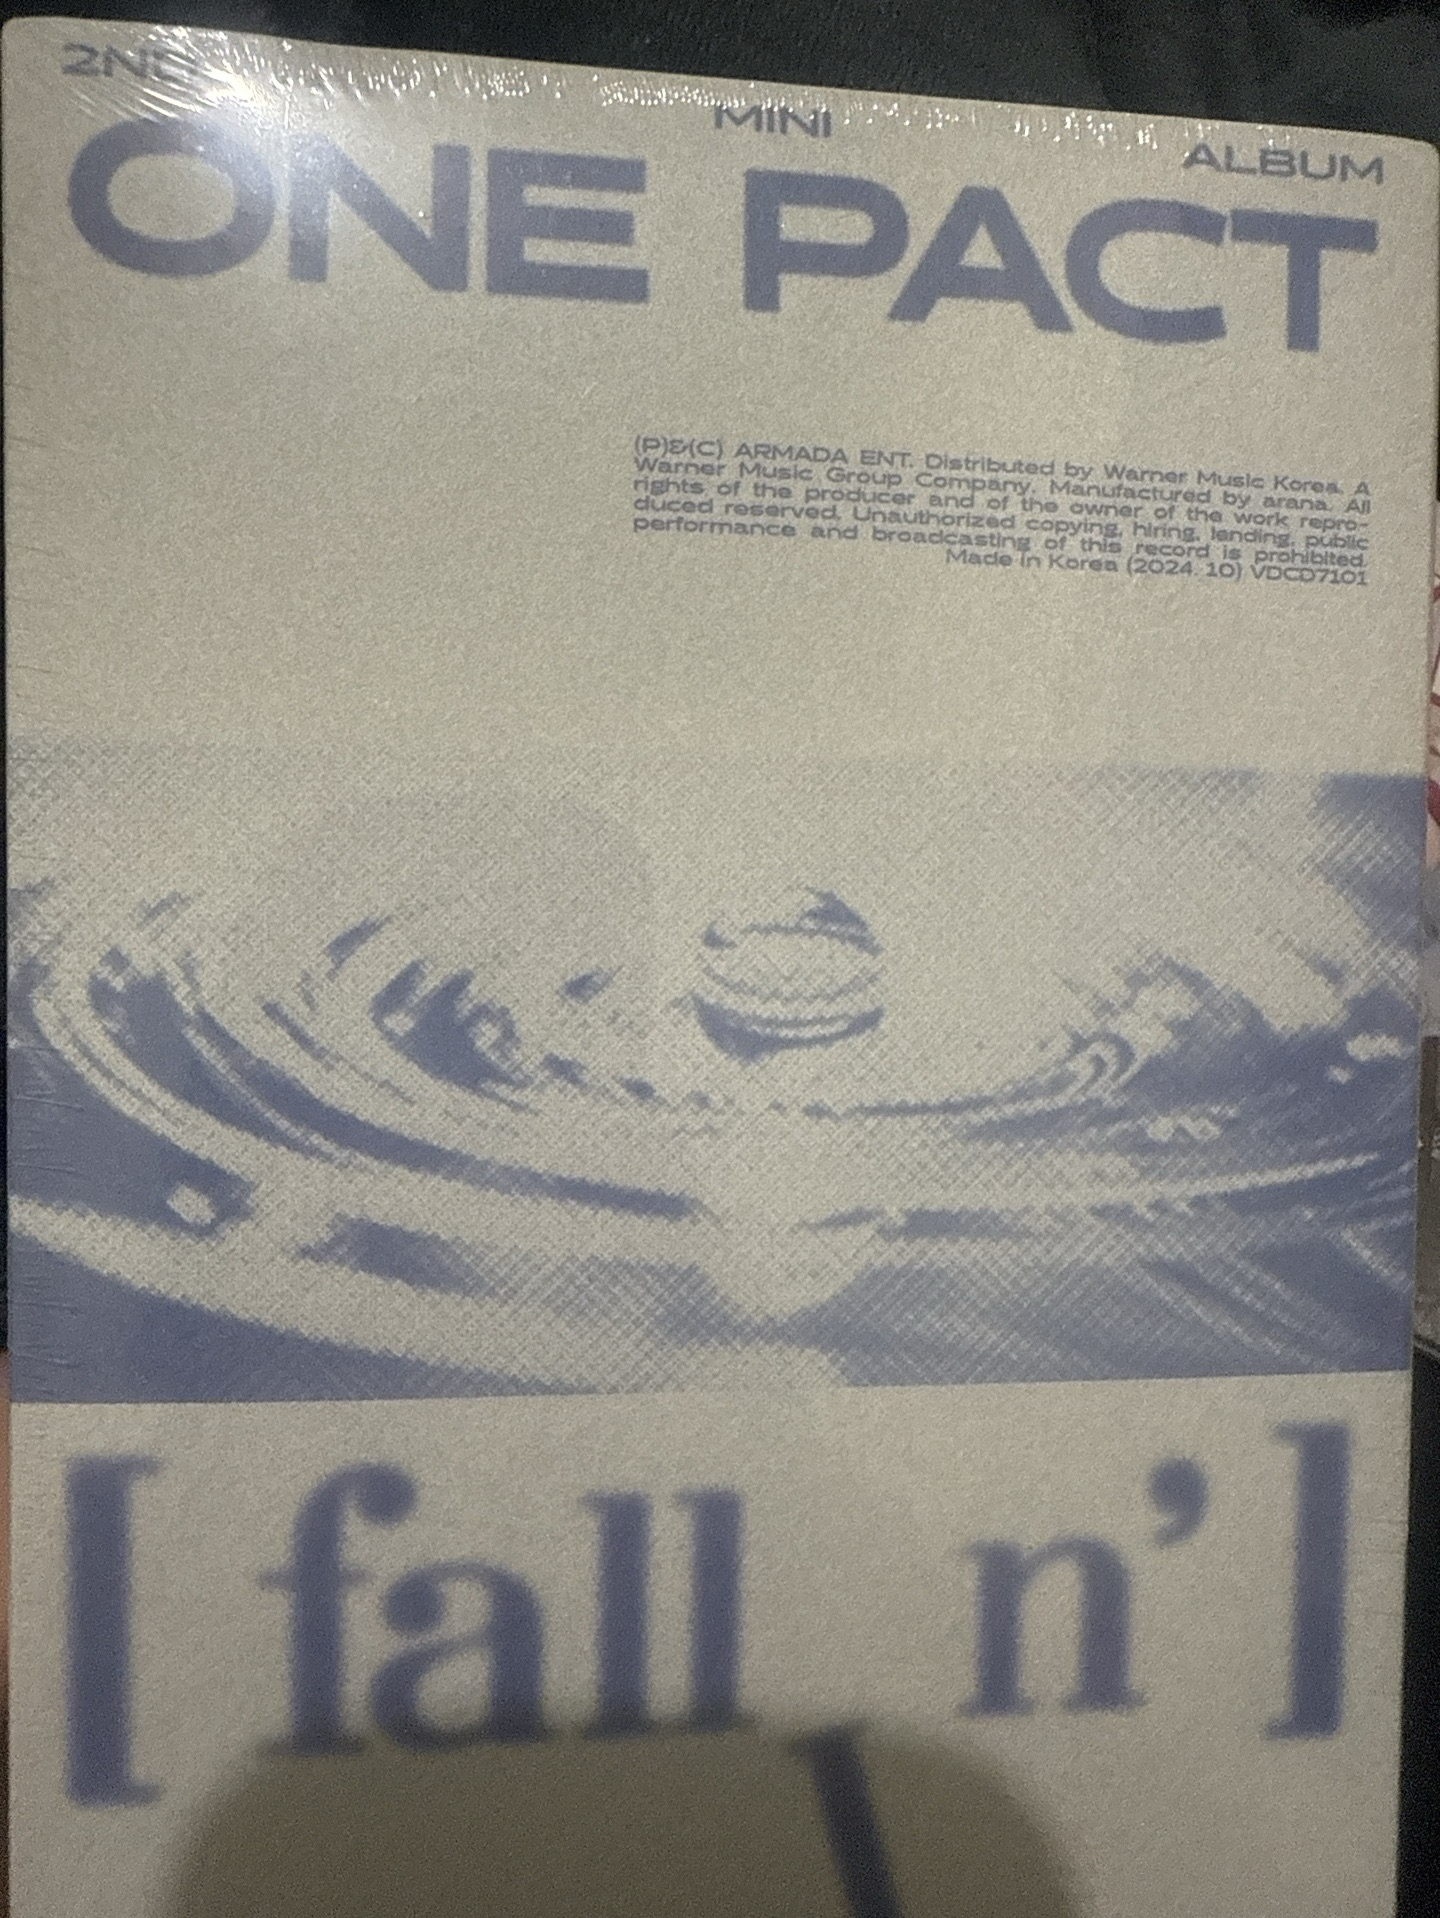 2ND MINI ALBUM
ONE PACT
(P)&(C) ARMADA ENT. Distributed by Warner Music Korea. A
Warner Music Group Company. Manufactured by arana. All
rights of the producer and of the owner of the work repro-
duced reserved. Unauthorized copying, hiring, lending, public
performance and broadcasting of this record is prohibited.
Made in Korea (2024. 10) VDCD7101
[ fall n’ ]